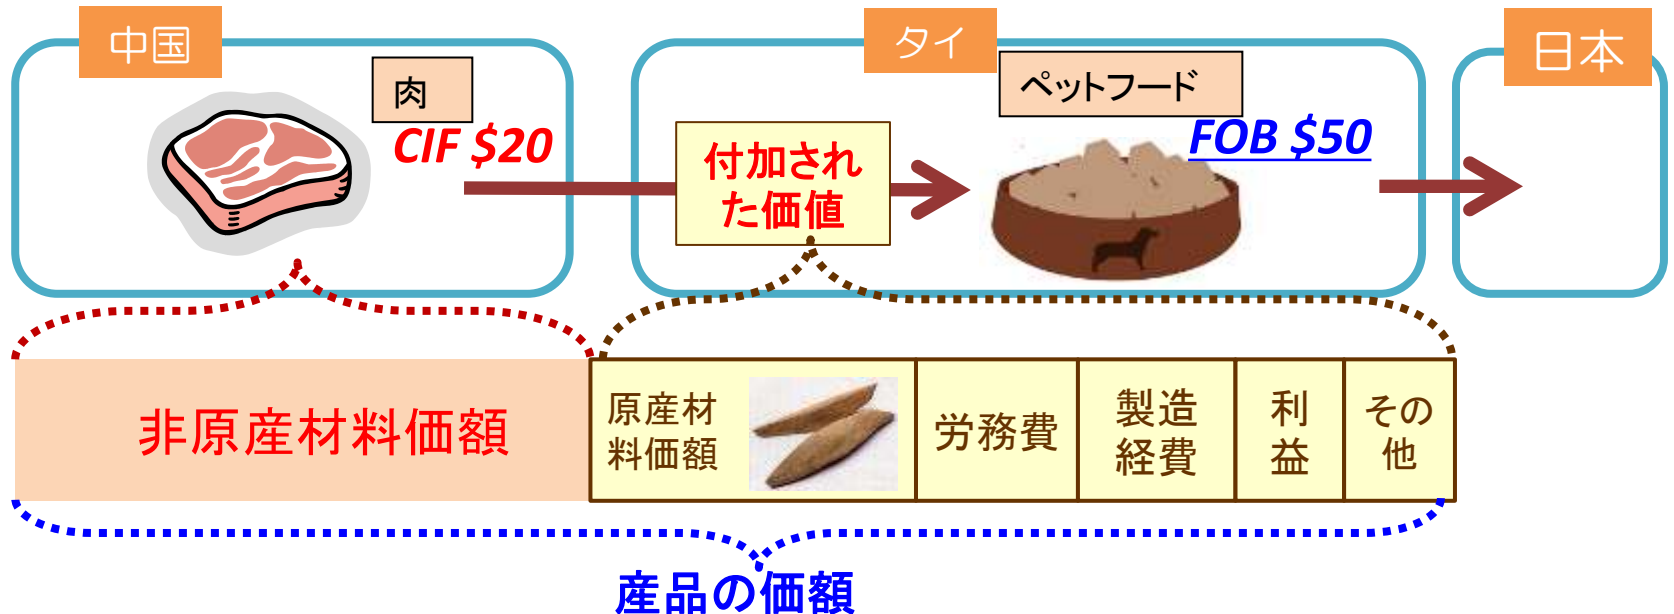 中国
タイ
日本
肉
ペットフード
CIF $20
FOB $50
付加され
た価値
非原産材料価額
原産材
料価額
労務費
製造
経費
利
益
その
他
産品の価額